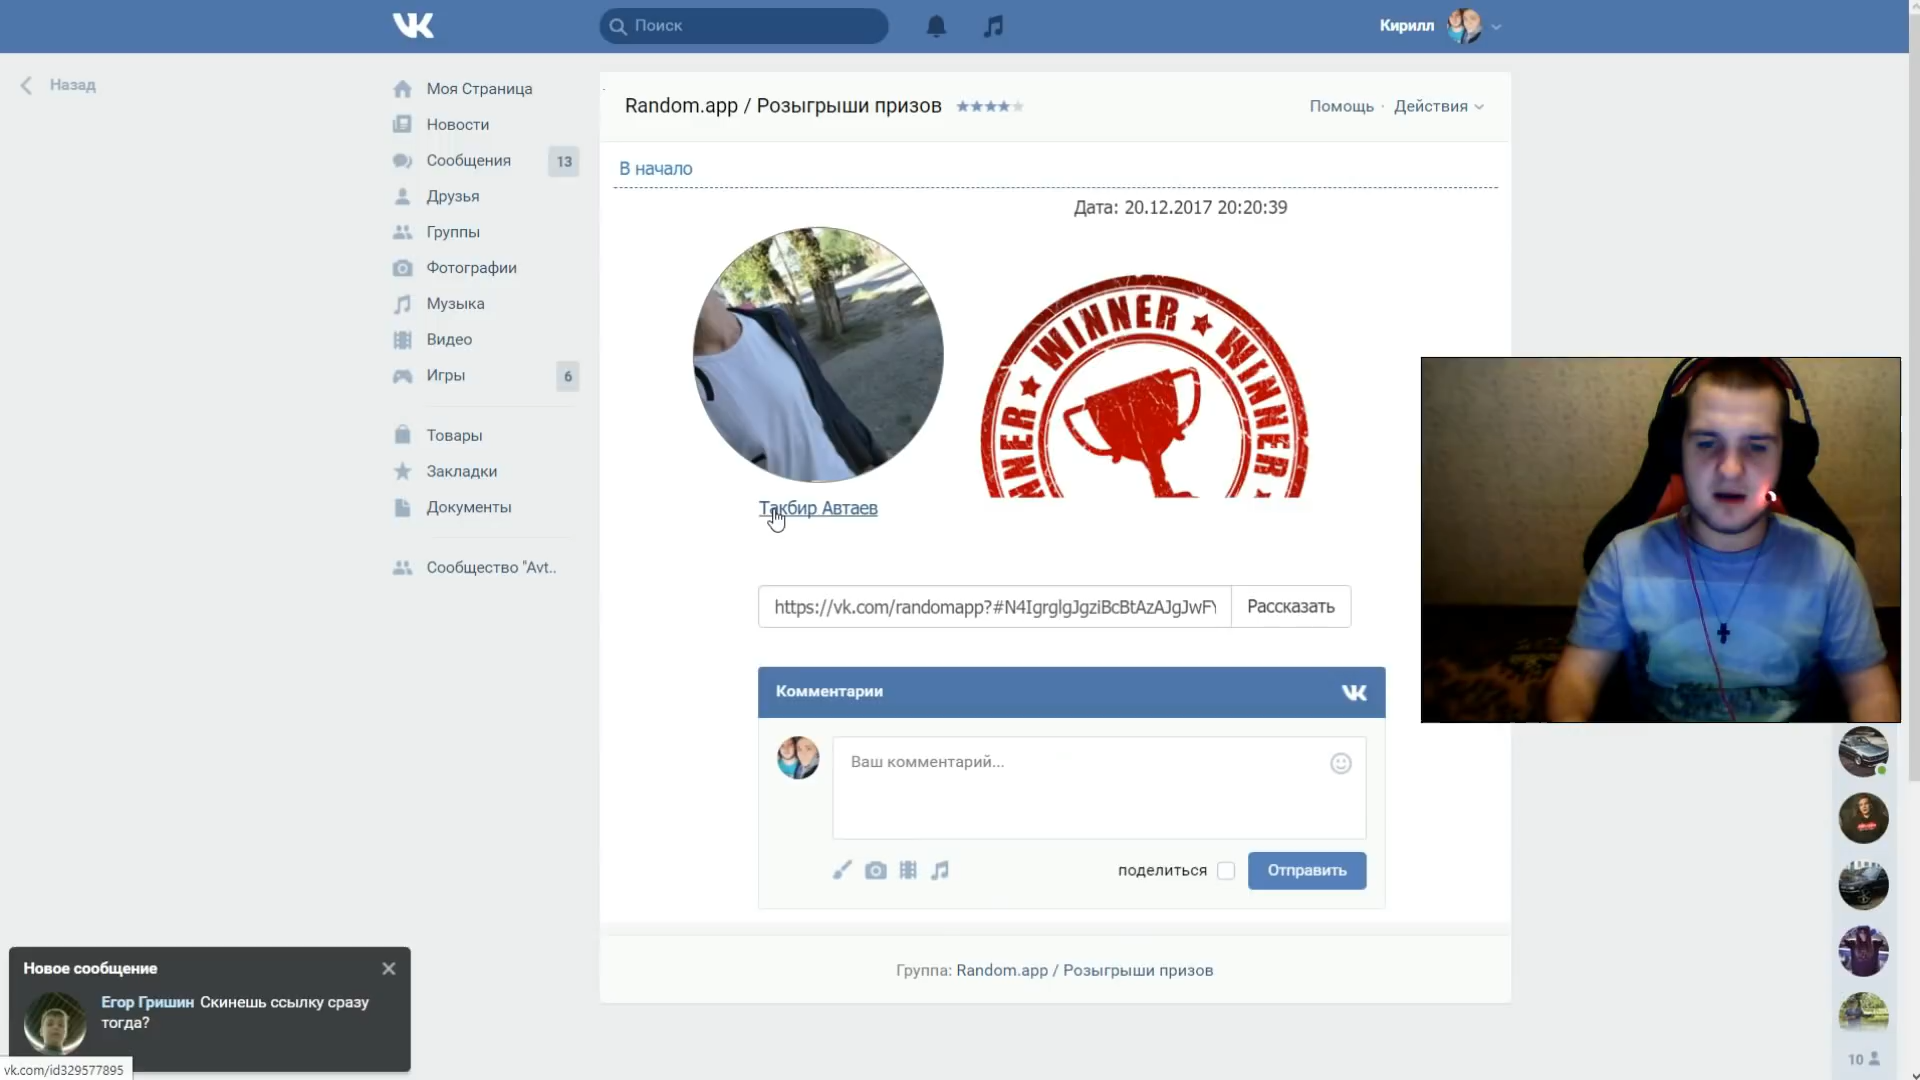 Поиск
Кирилл
Назад
Моя Страница
Новости
Сообщения 13
Друзья
Группы
Фотографии
Музыка
Видео
Игры 6
Товары
Закладки
Документы
Сообщество "Avt..
Random.app / Розыгрыши призов
Помощь · Действия
В начало
Дата: 20.12.2017 20:20:39
WINNER ★ WINNER
NNER
Такбир Автаев
https://vk.com/randomapp?#N4IgrglgJgziBcBtAzAJgJwFY
Рассказать
Комментарии
Ваш комментарий...
поделиться
Отправить
Группа: Random.app / Розыгрыши призов
Новое сообщение
Егор Гришин Скинешь ссылку сразу
тогда?
vk.com/id329577895
10